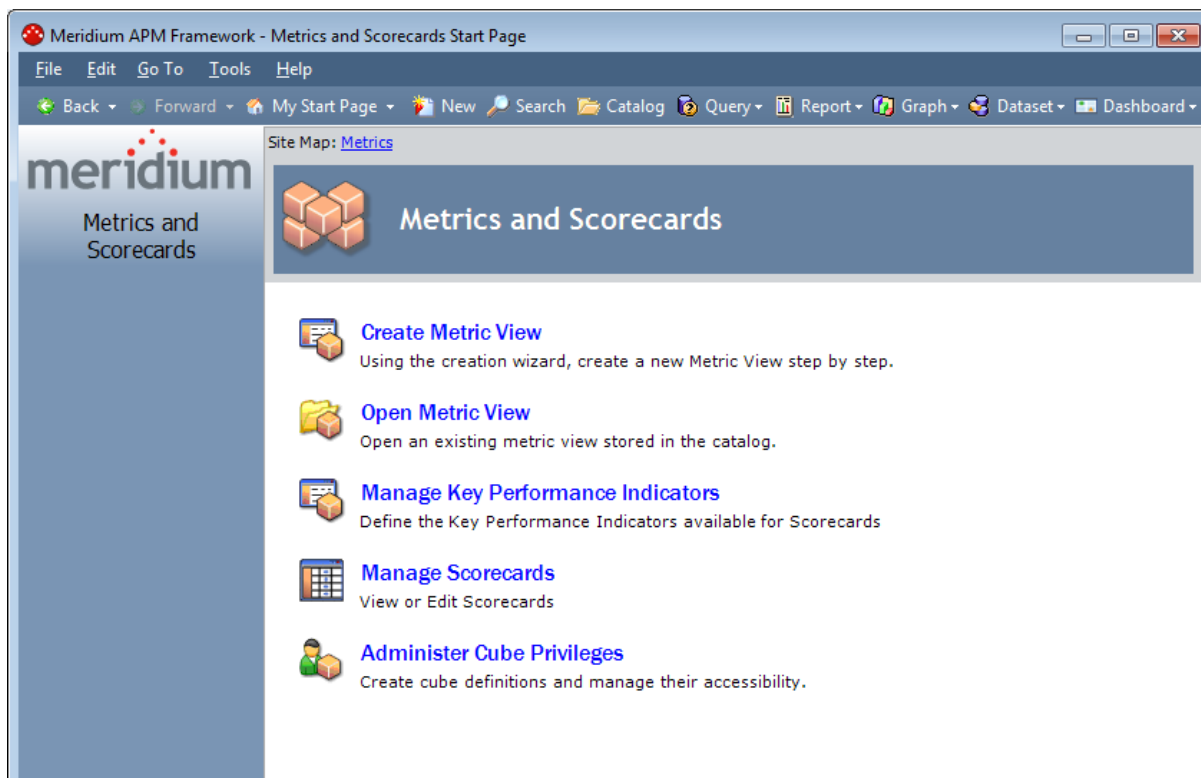 Meridium APM Framework - Metrics and Scorecards Start Page
File Edit Go To Tools Help
Back Forward My Start Page New Search Catalog Query Report Graph Dataset Dashboard
meridium
Metrics and
Scorecards
Site Map: Metrics
Metrics and Scorecards
Create Metric View
Using the creation wizard, create a new Metric View step by step.
Open Metric View
Open an existing metric view stored in the catalog.
Manage Key Performance Indicators
Define the Key Performance Indicators available for Scorecards
Manage Scorecards
View or Edit Scorecards
Administer Cube Privileges
Create cube definitions and manage their accessibility.